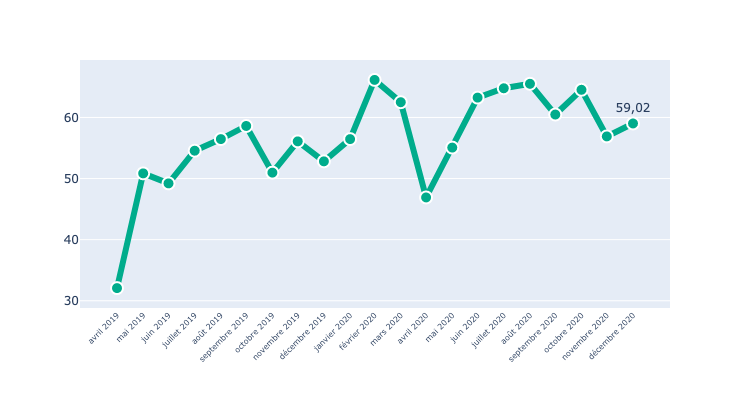 59,02
60
50
40
30
avril 2019
mai 2019
juin 2019
juillet 2019
août 2019
septembre 2019
octobre 2019
novembre 2019
décembre 2019
janvier 2020
février 2020
mars 2020
avril 2020
mai 2020
juin 2020
juillet 2020
août 2020
septembre 2020
octobre 2020
novembre 2020
décembre 2020